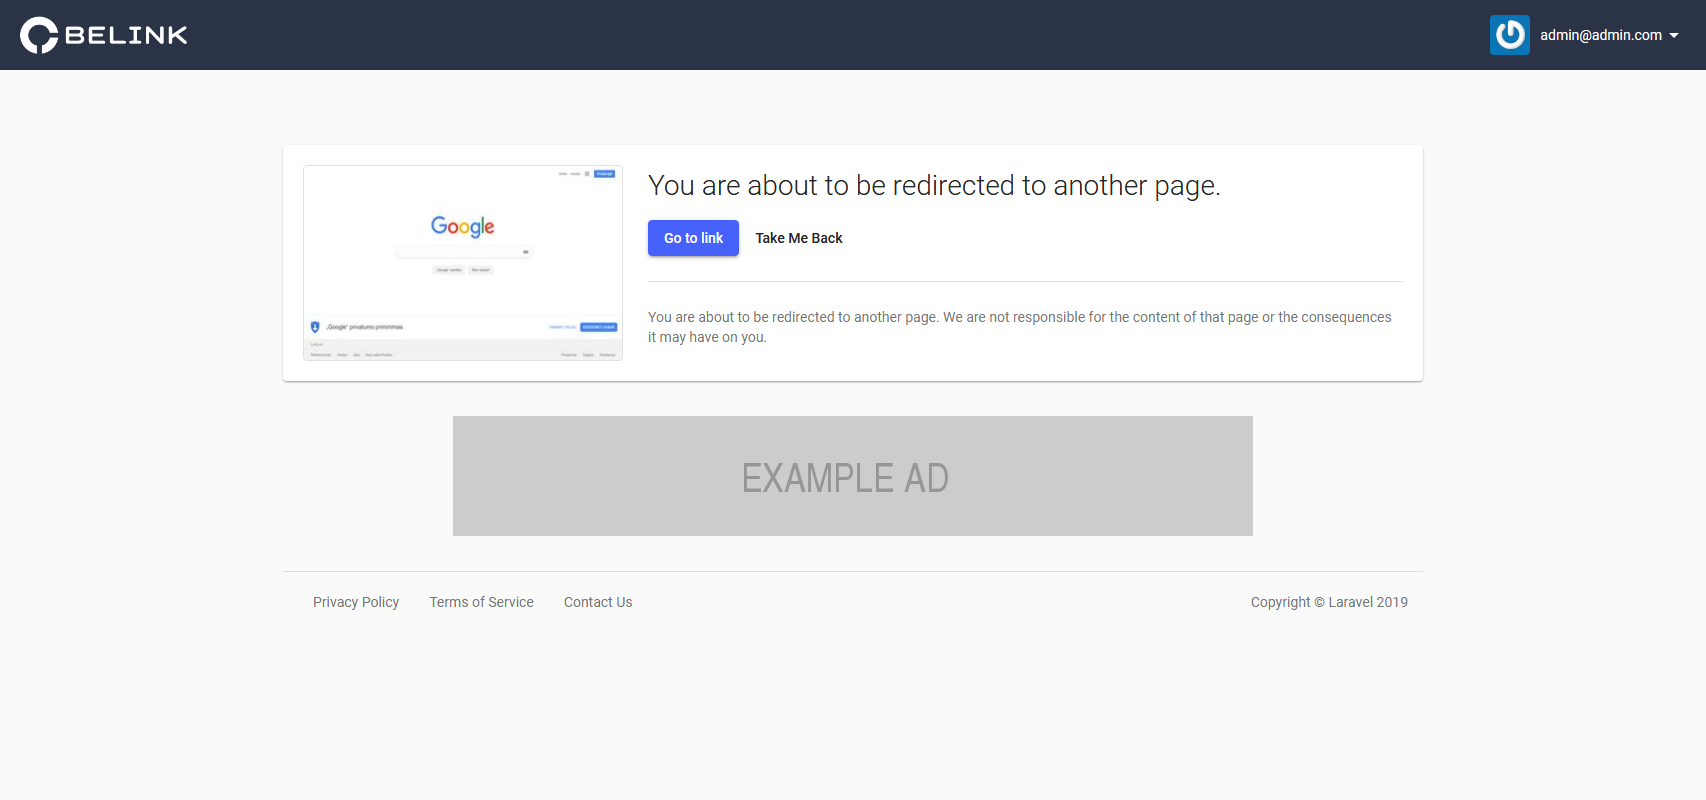 BELINK
admin@admin.com
Google
„Google“ privatumo priminimas
You are about to be redirected to another page.
Go to link
Take Me Back
You are about to be redirected to another page. We are not responsible for the content of that page or the consequences
it may have on you.
EXAMPLE AD
Privacy Policy
Terms of Service
Contact Us
Copyright © Laravel 2019